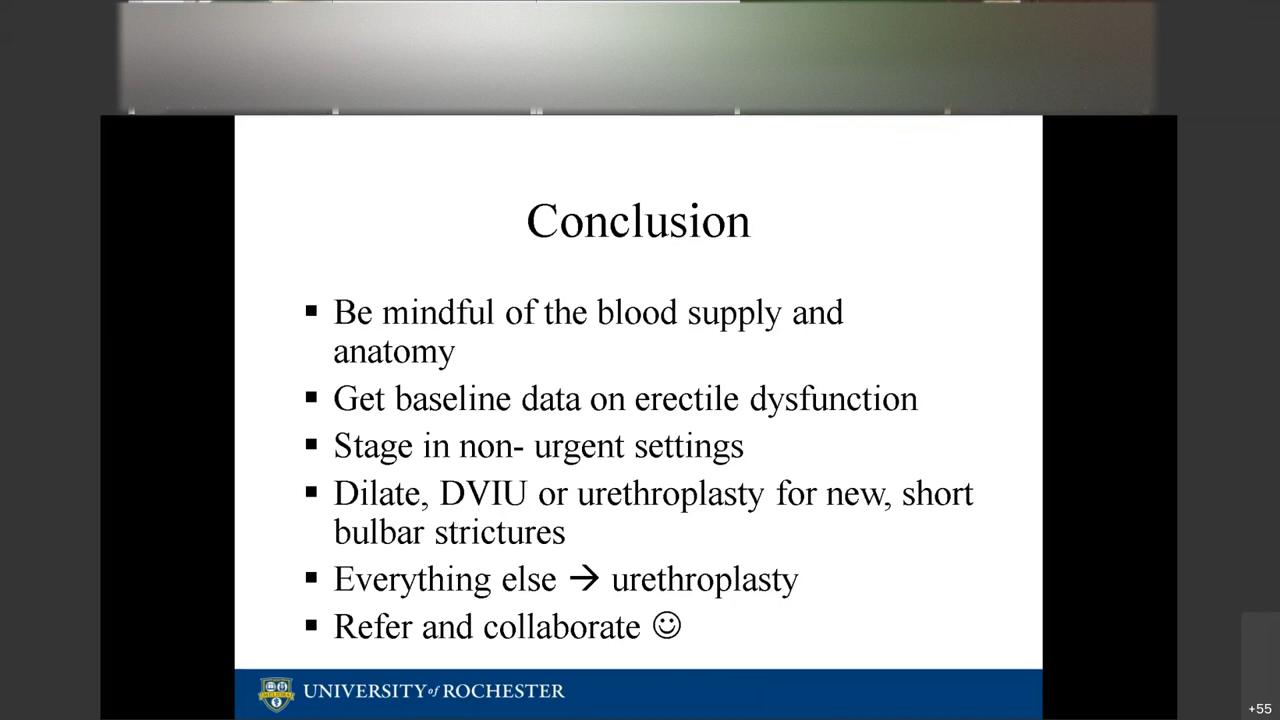 Conclusion
▪ Be mindful of the blood supply and
anatomy
▪ Get baseline data on erectile dysfunction
▪ Stage in non- urgent settings
▪ Dilate, DVIU or urethroplasty for new, short
bulbar strictures
▪ Everything else → urethroplasty
▪ Refer and collaborate ☺
UNIVERSITY of ROCHESTER
+55